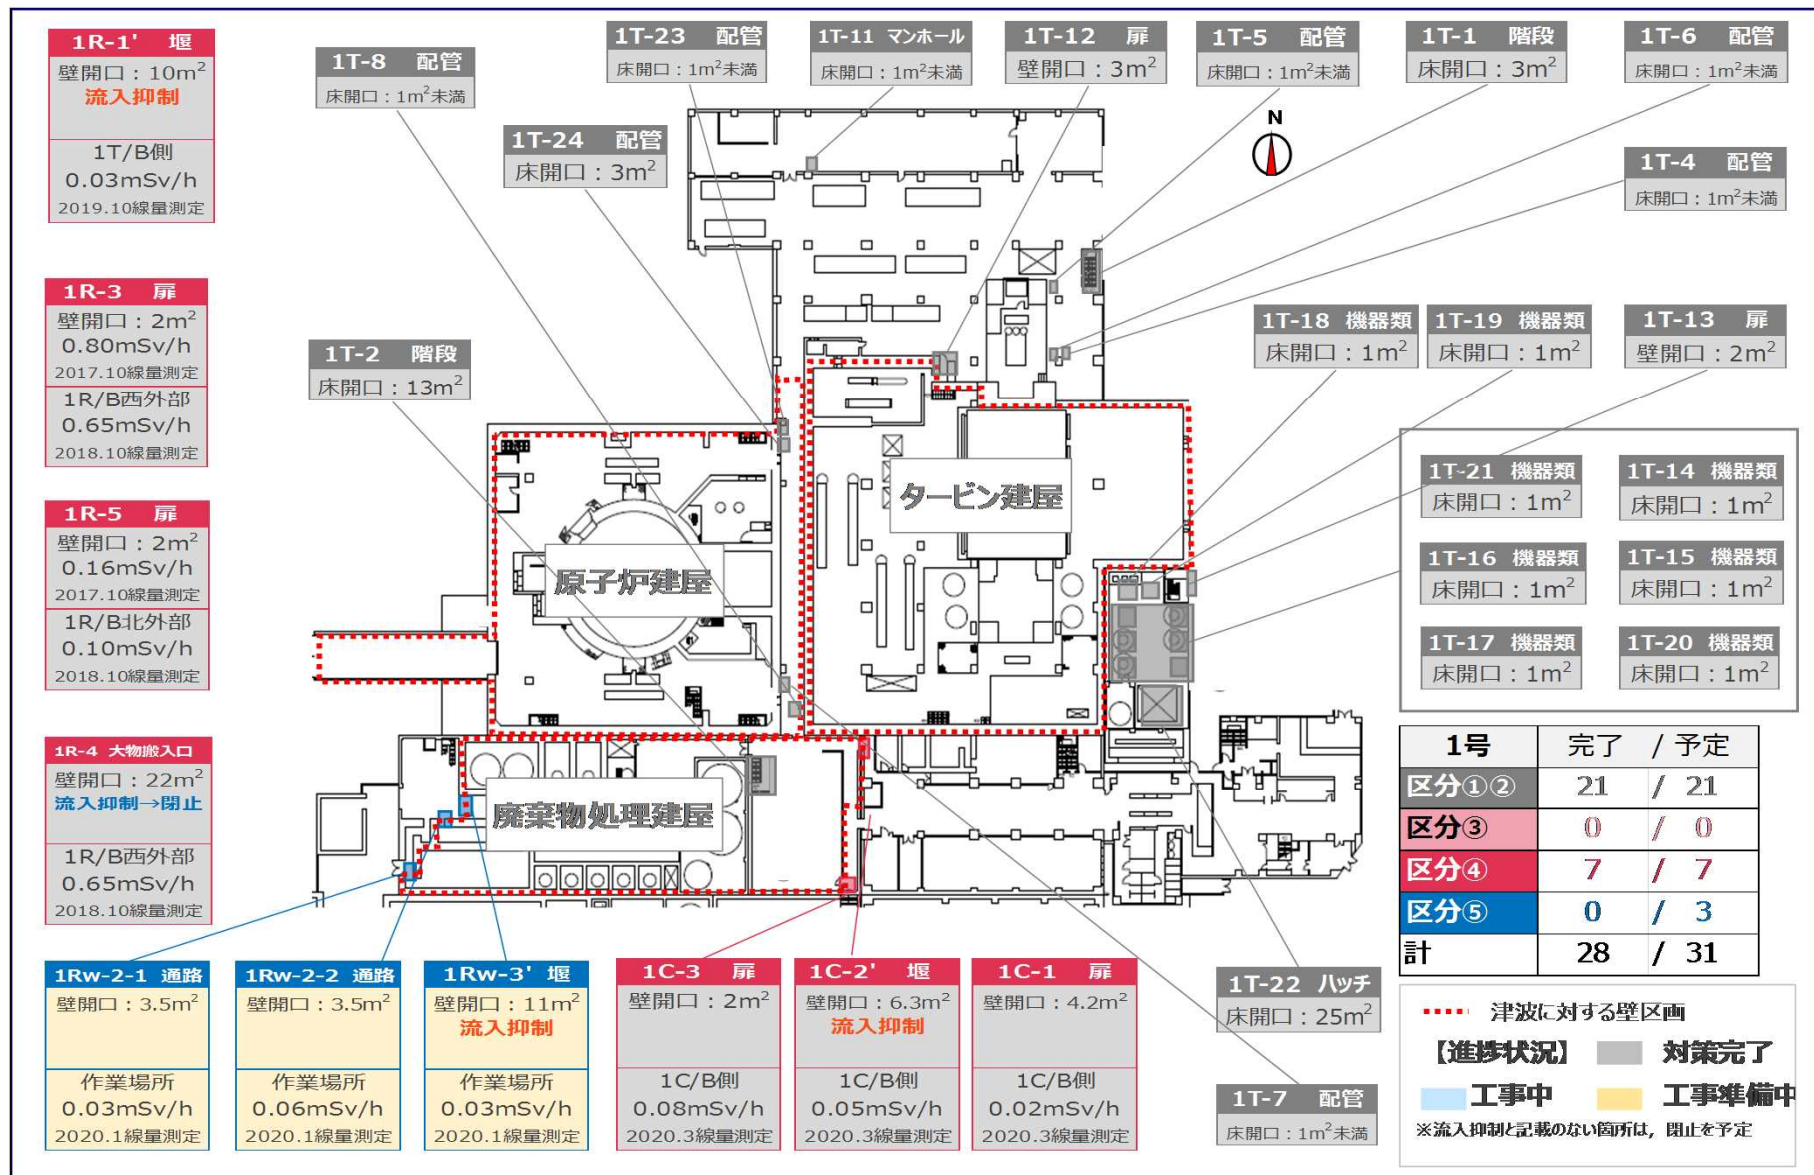 1R-1' 堰
壁開口：10m²
流入抑制
1T/B側
0.03mSv/h
2019.10線量測定
1T-8 配管
床開口：1m²未満
1T-23 配管
床開口：1m²未満
1T-11 マンホール
床開口：1m²未満
1T-12 扉
壁開口：3m²
1T-5 配管
床開口：1m²未満
1T-1 階段
床開口：3m²
1T-6 配管
床開口：1m²未満
1T-24 配管
床開口：3m²
N
1T-4 配管
床開口：1m²未満
1R-3 扉
壁開口：2m²
0.80mSv/h
2017.10線量測定
1R/B西外部
0.65mSv/h
2018.10線量測定
1T-2 階段
床開口：13m²
1T-18 機器類
床開口：1m²
1T-19 機器類
床開口：1m²
1T-13 扉
壁開口：2m²
1T-21 機器類
床開口：1m²
1T-14 機器類
床開口：1m²
1T-16 機器類
床開口：1m²
1T-15 機器類
床開口：1m²
1T-17 機器類
床開口：1m²
1T-20 機器類
床開口：1m²
タービン建屋
原子炉建屋
廃棄物処理建屋
1R-5 扉
壁開口：2m²
0.16mSv/h
2017.10線量測定
1R/B北外部
0.10mSv/h
2018.10線量測定
1R-4 大物搬入口
壁開口：22m²
流入抑制→閉止
1R/B西外部
0.65mSv/h
2018.10線量測定
1号 完了 / 予定
区分①② 21 / 21
区分③ 0 / 0
区分④ 7 / 7
区分⑤ 0 / 3
計 28 / 31
1Rw-2-1 通路
壁開口：3.5m²
作業場所
0.03mSv/h
2020.1線量測定
1Rw-2-2 通路
壁開口：3.5m²
作業場所
0.06mSv/h
2020.1線量測定
1Rw-3' 堰
壁開口：11m²
流入抑制
作業場所
0.03mSv/h
2020.1線量測定
1C-3 扉
壁開口：2m²
1C/B側
0.08mSv/h
2020.3線量測定
1C-2' 堰
壁開口：6.3m²
流入抑制
1C/B側
0.05mSv/h
2020.3線量測定
1C-1 扉
壁開口：4.2m²
1C/B側
0.02mSv/h
2020.3線量測定
1T-22 ハッチ
床開口：25m²
1T-7 配管
床開口：1m²未満
津波に対する壁区画
【進捗状況】 対策完了
工事中 工事準備中
※流入抑制と記載のない箇所は，閉止を予定